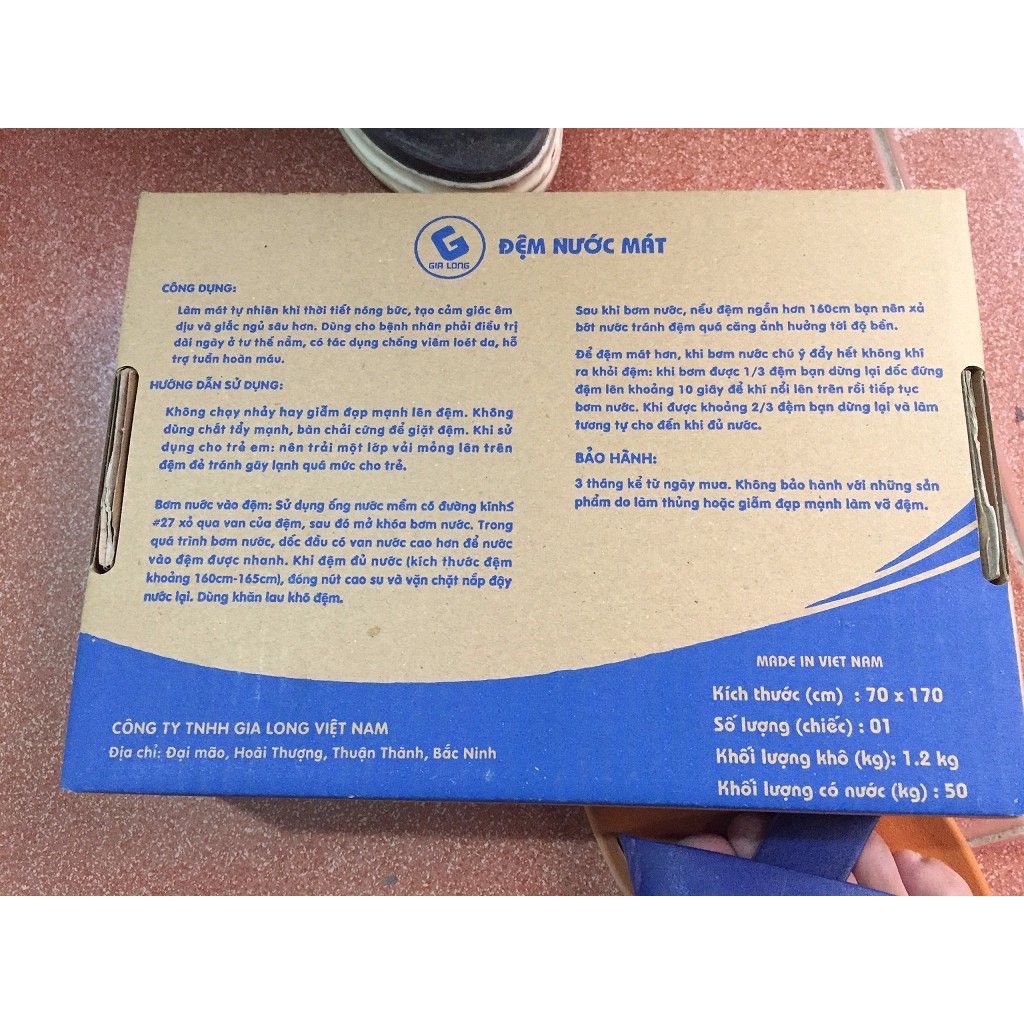 GIA LONG
ĐỆM NƯỚC MÁT
CÔNG DỤNG:
Làm mát tự nhiên khi thời tiết nóng bức, tạo cảm giác êm
dịu và giấc ngủ sâu hơn. Dùng cho bệnh nhân phải điều trị
dài ngày ở tư thế nằm, có tác dụng chống viêm loét da, hỗ
trợ tuần hoàn máu.
HƯỚNG DẪN SỬ DỤNG:
Không chạy nhảy hay giẫm đạp mạnh lên đệm. Không
dùng chất tẩy mạnh, bàn chải cứng để giặt đệm. Khi sử
dụng cho trẻ em: nên trải một lớp vải mỏng lên trên
đệm đẻ tránh gây lạnh quá mức cho trẻ.
Bơm nước vào đệm: Sử dụng ống nước mềm có đường kính≤
#27 xỏ qua van của đệm, sau đó mở khóa bơm nước. Trong
quá trình bơm nước, dốc đầu có van nước cao hơn để nước
vào đệm được nhanh. Khi đệm đủ nước (kích thước đệm
khoảng 160cm-165cm), đóng nút cao su và vặn chặt nắp đậy
nước lại. Dùng khăn lau khô đệm.
Sau khi bơm nước, nếu đệm ngắn hơn 160cm bạn nên xả
bớt nước tránh đệm quá căng ảnh huởng tời độ bền.
Để đệm mát hơn, khi bơm nước chú ý đẩy hết không khí
ra khỏi đệm: khi bơm được 1/3 đệm bạn dừng lại dốc đứng
đệm lên khoảng 10 giây để khí nổi lên trên rồi tiếp tục
bơm nước. Khi được khoảng 2/3 đệm bạn dừng lại và làm
tương tự cho đến khi đủ nước.
BẢO HÀNH:
3 tháng kể từ ngày mua. Không bảo hành với những sản
phẩm do làm thủng hoặc giẫm đạp mạnh làm vỡ đệm.
MADE IN VIET NAM
Kích thước (cm) : 70 x 170
Số lượng (chiếc) : 01
Khối lượng khô (kg): 1.2 kg
Khối lượng có nước (kg) : 50
CÔNG TY TNHH GIA LONG VIỆT NAM
Địa chỉ: Đại mão, Hoài Thượng, Thuận Thành, Bắc Ninh